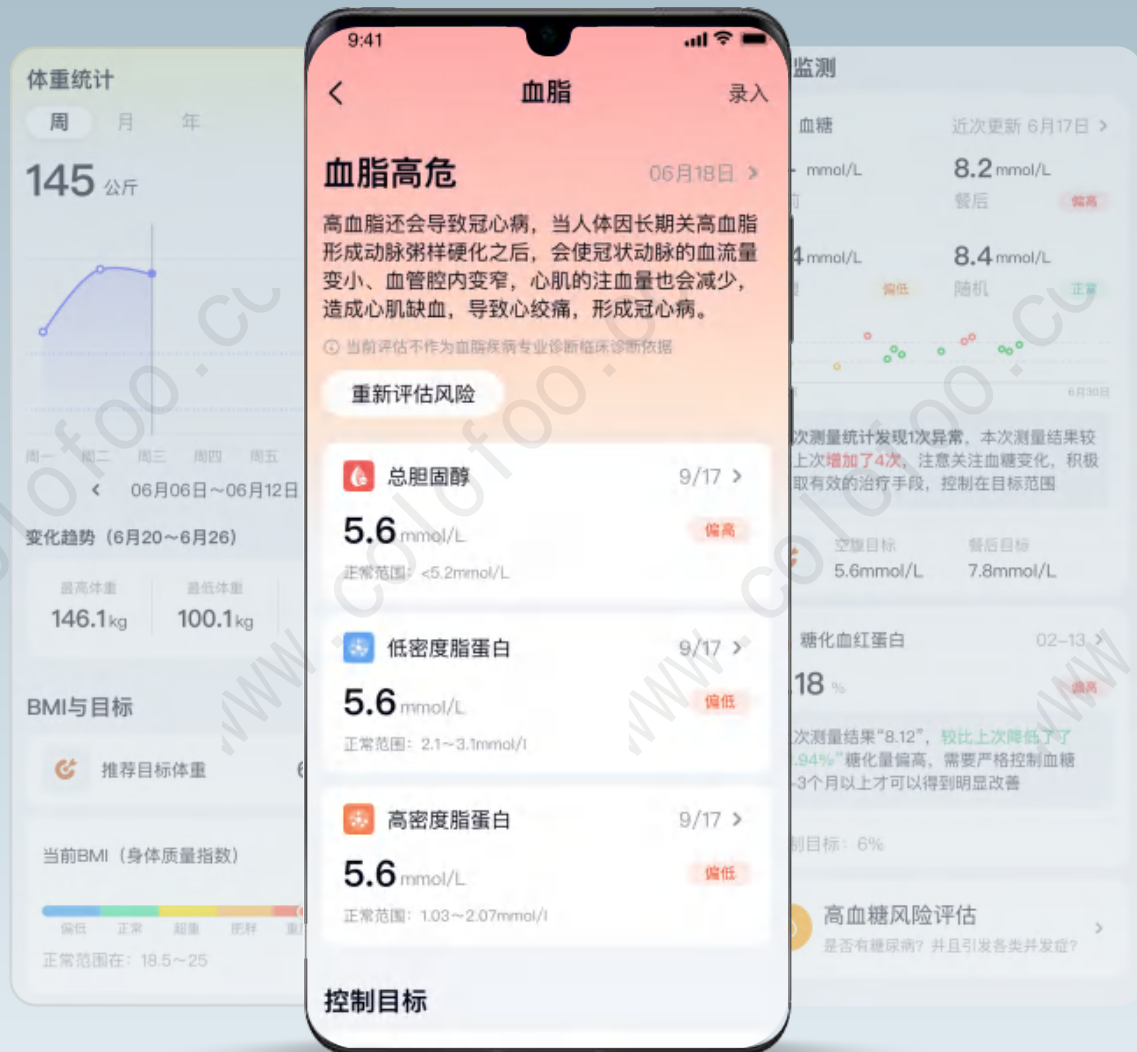 体重统计
周 月 年
145 公斤
周一 周二 周三 周四 周五
06月06日~06月12日
变化趋势（6月20~6月26）
最高体重 最低体重
146.1kg 100.1kg
BMI与目标
推荐目标体重
当前BMI（身体质量指数）
偏低 正常 超重 肥胖
正常范围在：18.5~25
9:41
血脂 录入
血脂高危 06月18日
高血脂还会导致冠心病，当人体因长期关高血脂
形成动脉粥样硬化之后，会使冠状动脉的血流量
变小、血管腔内变窄，心肌的注血量也会减少，
造成心肌缺血，导致心绞痛，形成冠心病。
当前评估不作为血脂疾病专业诊断临床诊断依据
重新评估风险
总胆固醇 9/17
5.6 mmol/L 偏高
正常范围：<5.2mmol/L
低密度脂蛋白 9/17
5.6 mmol/L 偏低
正常范围：2.1~3.1mmol/l
高密度脂蛋白 9/17
5.6 mmol/L 偏低
正常范围：1.03~2.07mmol/l
控制目标
监测
血糖 近次更新 6月17日
mmol/L 8.2 mmol/L
餐后 偏高
4 mmol/L 8.4 mmol/L
偏低 随机 正常
6月30日
次测量统计发现1次异常，本次测量结果较
上次增加了4次，注意关注血糖变化，积极
取有效的治疗手段，控制在目标范围
空腹目标 餐后目标
5.6mmol/L 7.8mmol/L
糖化血红蛋白 02-13
18 % 偏高
次测量结果“8.12”，较比上次降低了了
.94%”糖化量偏高，需要严格控制血糖
-3个月以上才可以得到明显改善
制目标：6%
高血糖风险评估
是否有糖尿病？并且引发各类并发症？
www.colofoo.com